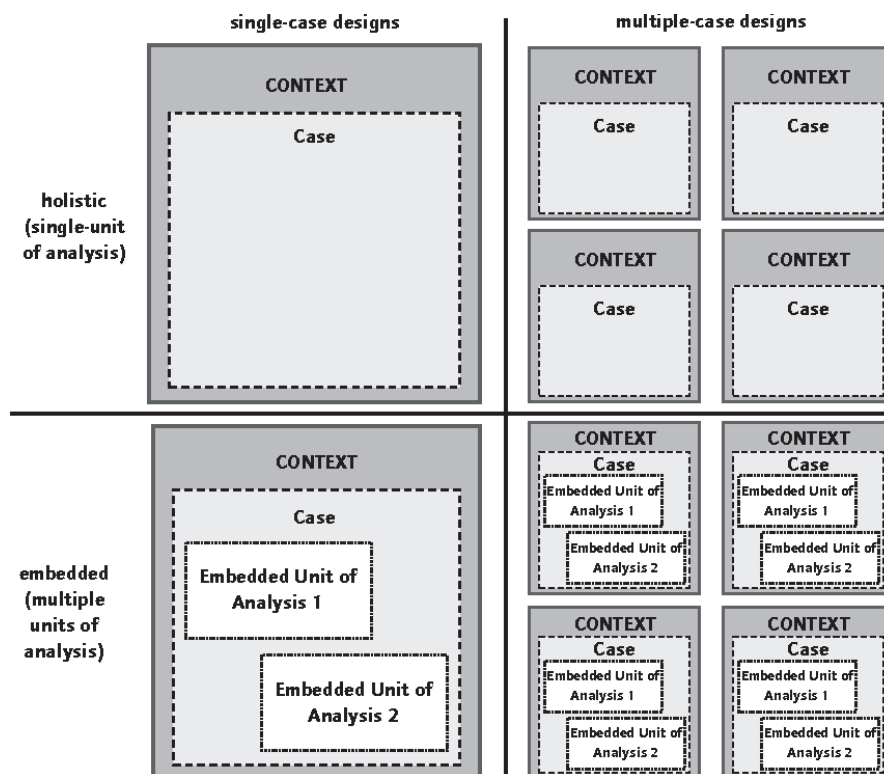 single-case designs
multiple-case designs
holistic
(single-unit
of analysis)
CONTEXT
Case
CONTEXT
Case
CONTEXT
Case
CONTEXT
Case
CONTEXT
Case
embedded
(multiple
units of
analysis)
CONTEXT
Case
Embedded Unit of
Analysis 1
Embedded Unit of
Analysis 2
CONTEXT
Case
Embedded Unit of
Analysis 1
Embedded Unit of
Analysis 2
CONTEXT
Case
Embedded Unit of
Analysis 1
Embedded Unit of
Analysis 2
CONTEXT
Case
Embedded Unit of
Analysis 1
Embedded Unit of
Analysis 2
CONTEXT
Case
Embedded Unit of
Analysis 1
Embedded Unit of
Analysis 2